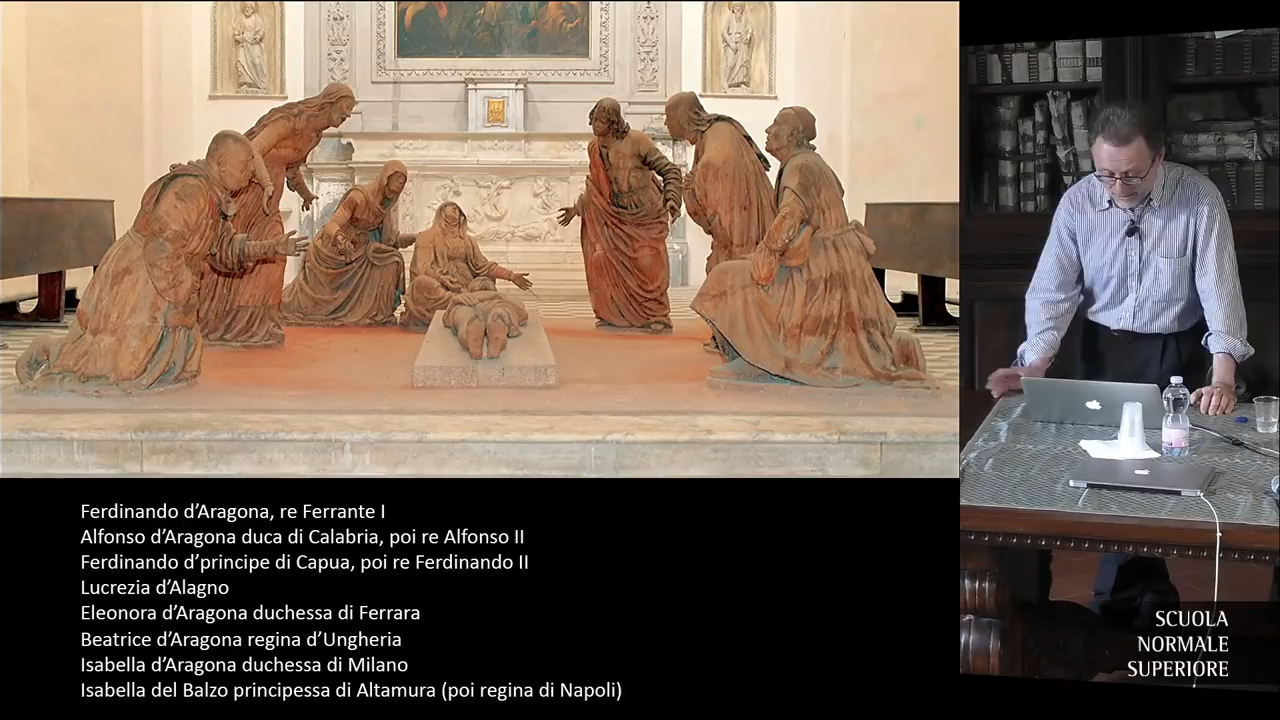 Ferdinando d’Aragona, re Ferrante I
Alfonso d’Aragona duca di Calabria, poi re Alfonso II
Ferdinando d’principe di Capua, poi re Ferdinando II
Lucrezia d’Alagno
Eleonora d’Aragona duchessa di Ferrara
Beatrice d’Aragona regina d’Ungheria
Isabella d’Aragona duchessa di Milano
Isabella del Balzo principessa di Altamura (poi regina di Napoli)
SCUOLA
NORMALE
SUPERIORE